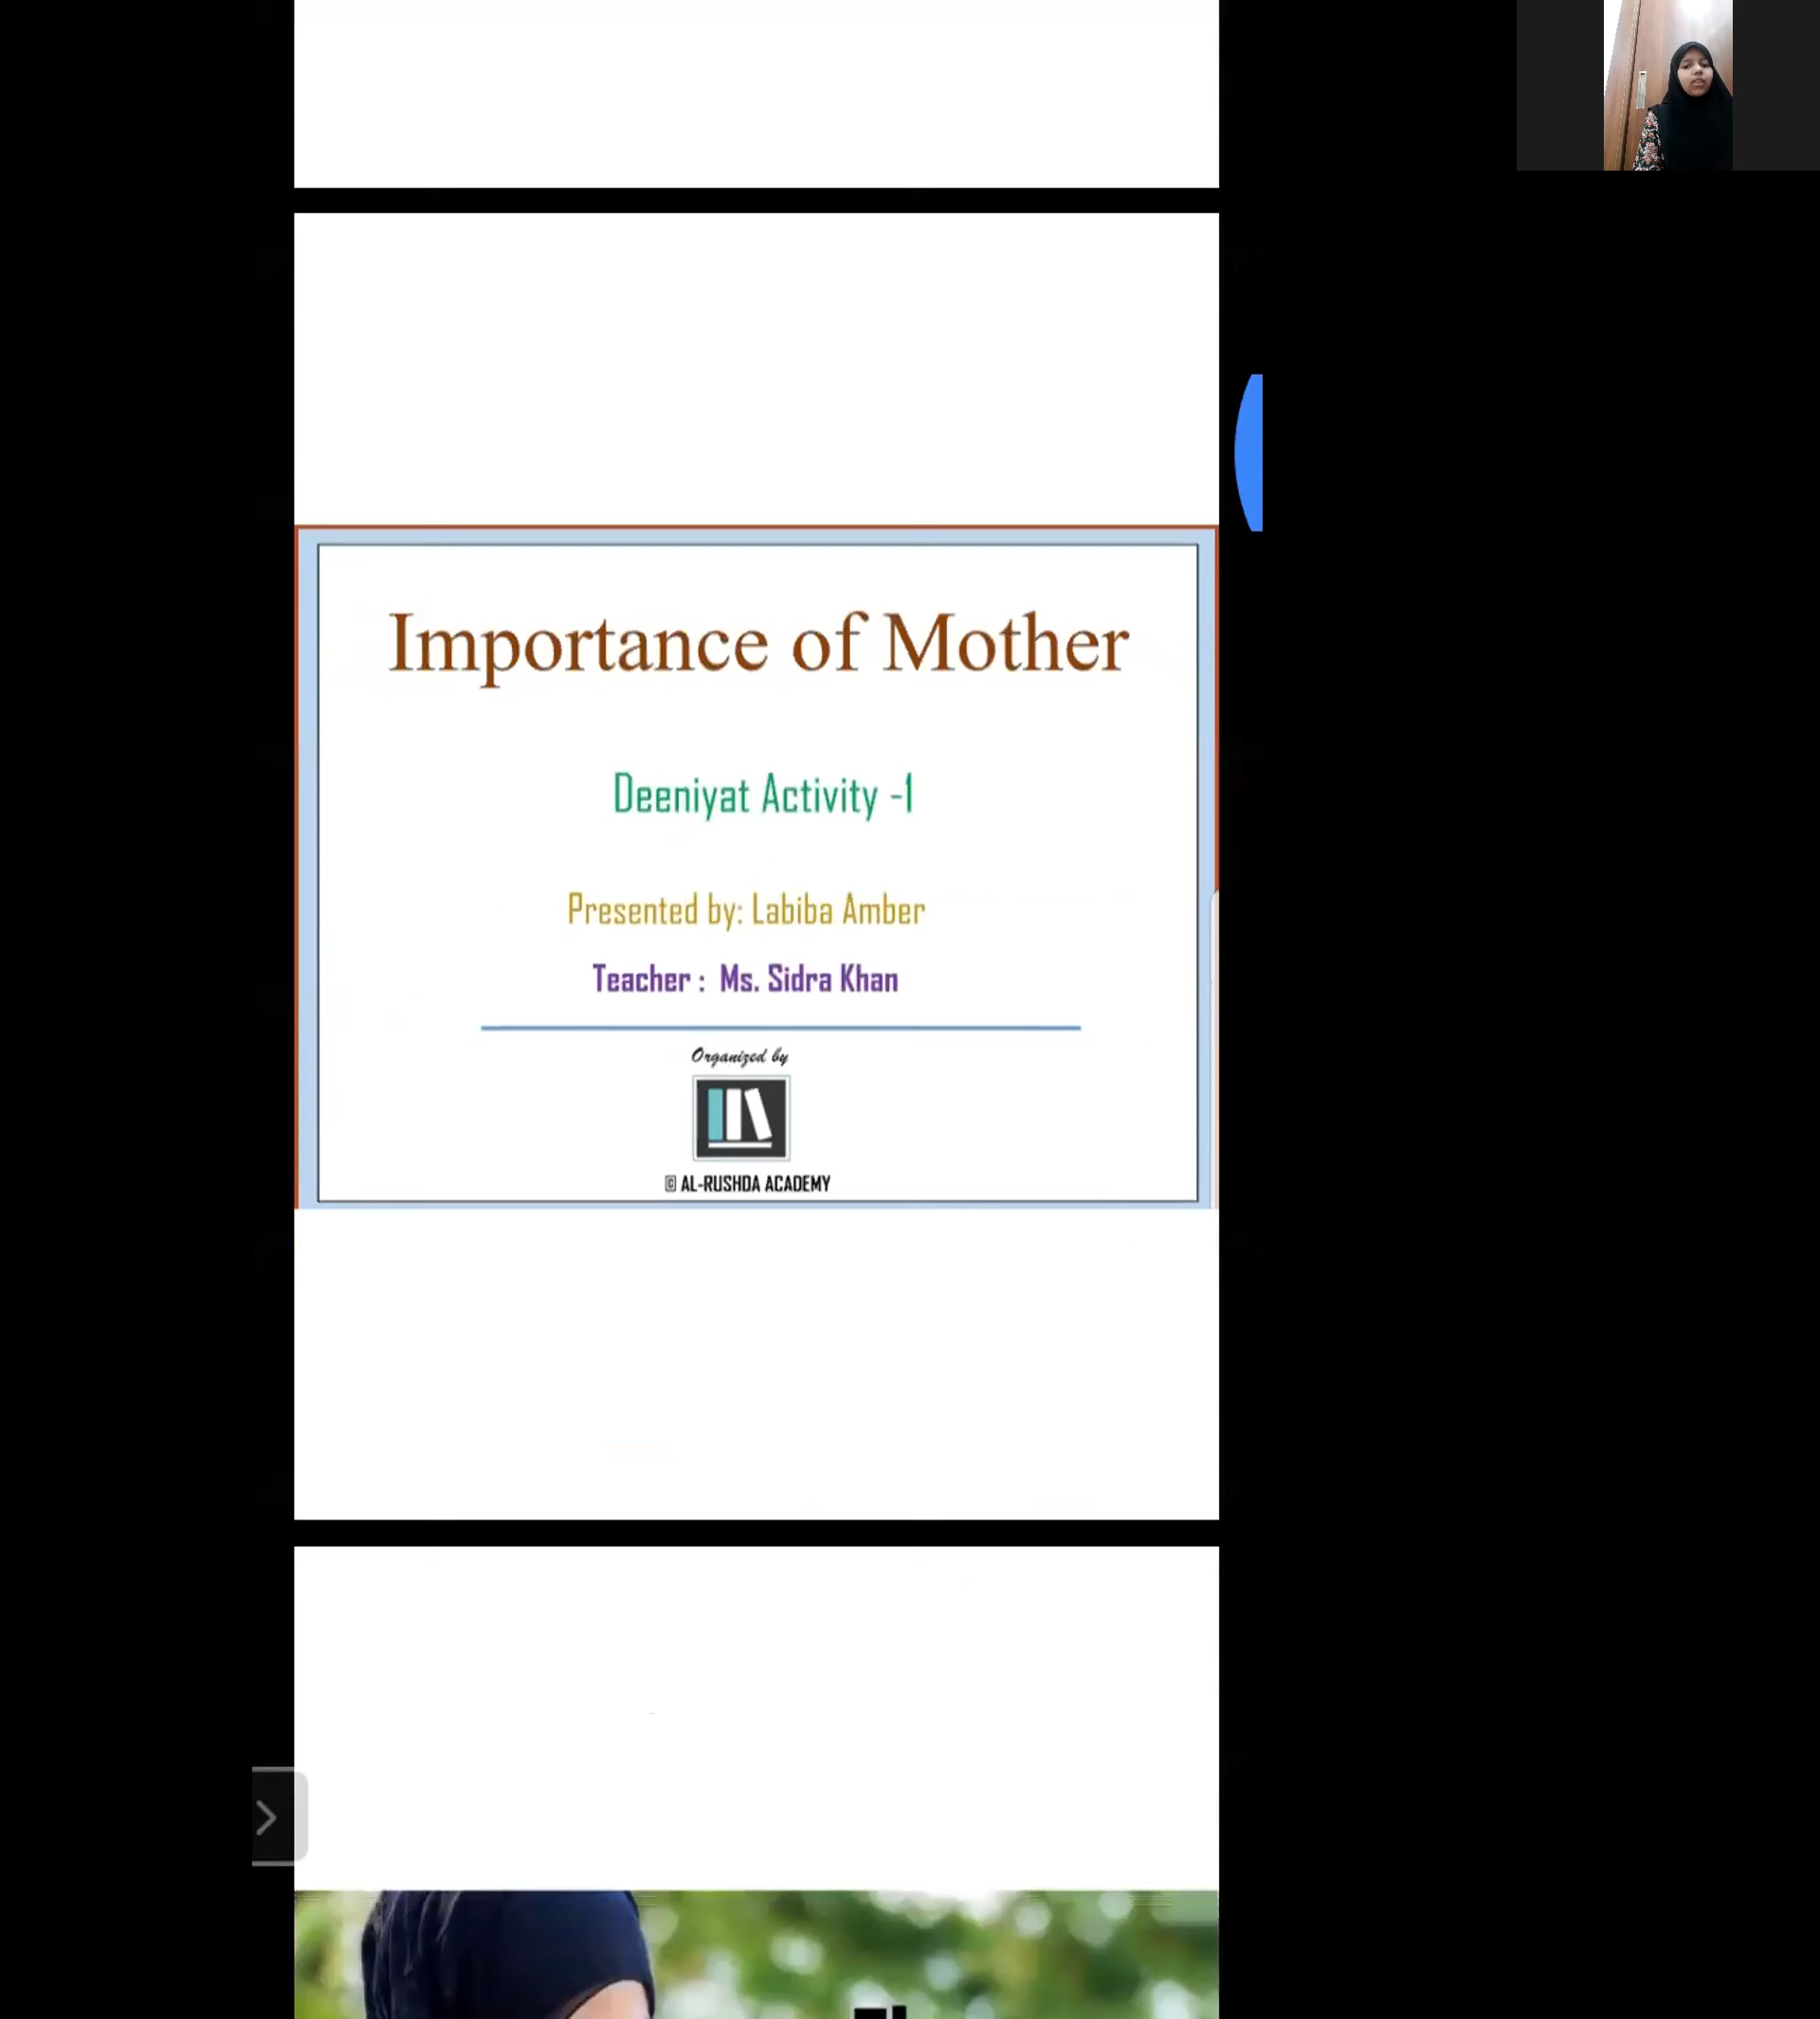 Importance of Mother
Deeniyat Activity -1
Presented by: Labiba Amber
Teacher : Ms. Sidra Khan
Organized by
© AL-RUSHDA ACADEMY